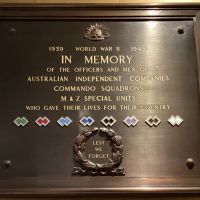 1939 WORLD WAR II 1945
IN MEMORY
OF THE OFFICERS AND MEN OF
AUSTRALIAN INDEPENDENT COMPANIES
COMMANDO SQUADRONS
M & Z SPECIAL UNITS
WHO GAVE THEIR LIVES FOR THEIR COUNTRY
LEST
WE
FORGET